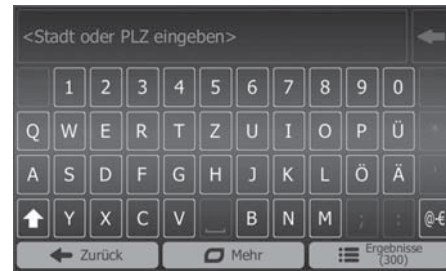 <Stadt oder PLZ eingeben>
1 2 3 4 5 6 7 8 9 0
Q W E R T Z U I O P Ü
A S D F G H J K L Ö Ä
Y X C V B N M ; : @-€
Zurück Mehr Ergebnisse
(300)